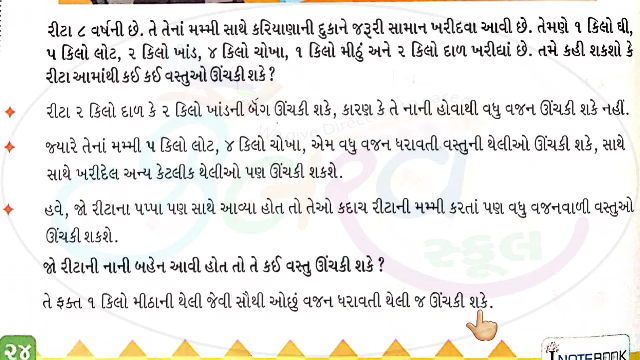 રીટા ૮ વર્ષની છે. તે તેનાં મમ્મી સાથે કરિયાણાની દુકાને જરૂરી સામાન ખરીદવા આવી છે. તેમણે ૧ કિલો ઘી,
૫ કિલો લોટ, ૨ કિલો ખાંડ, ૪ કિલો ચોખા, ૧ કિલો મીઠું અને ૨ કિલો દાળ ખરીદ્યાં છે. તમે કહી શકશો કે
રીટા આમાંથી કઈ કઈ વસ્તુઓ ઊંચકી શકે?
રીટા ૨ કિલો દાળ કે ૨ કિલો ખાંડની બૅગ ઊંચકી શકે, કારણ કે તે નાની હોવાથી વધુ વજન ઊંચકી શકે નહીં.
જ્યારે તેનાં મમ્મી ૫ કિલો લોટ, ૪ કિલો ચોખા, એમ વધુ વજન ધરાવતી વસ્તુની થેલીઓ ઊંચકી શકે, સાથે
સાથે ખરીદેલ અન્ય કેટલીક થેલીઓ પણ ઊંચકી શકશે.
હવે, જો રીટાના પપ્પા પણ સાથે આવ્યા હોત તો તેઓ કદાચ રીટાની મમ્મી કરતાં પણ વધુ વજનવાળી વસ્તુઓ
ઊંચકી શકશે.
જો રીટાની નાની બહેન આવી હોત તો તે કઈ વસ્તુ ઊંચકી શકે?
તે ફક્ત ૧ કિલો મીઠાની થેલી જેવી સૌથી ઓછું વજન ધરાવતી થેલી જ ઊંચકી શકે.
સ્કૂલ
૨૪
NOTEBOOK